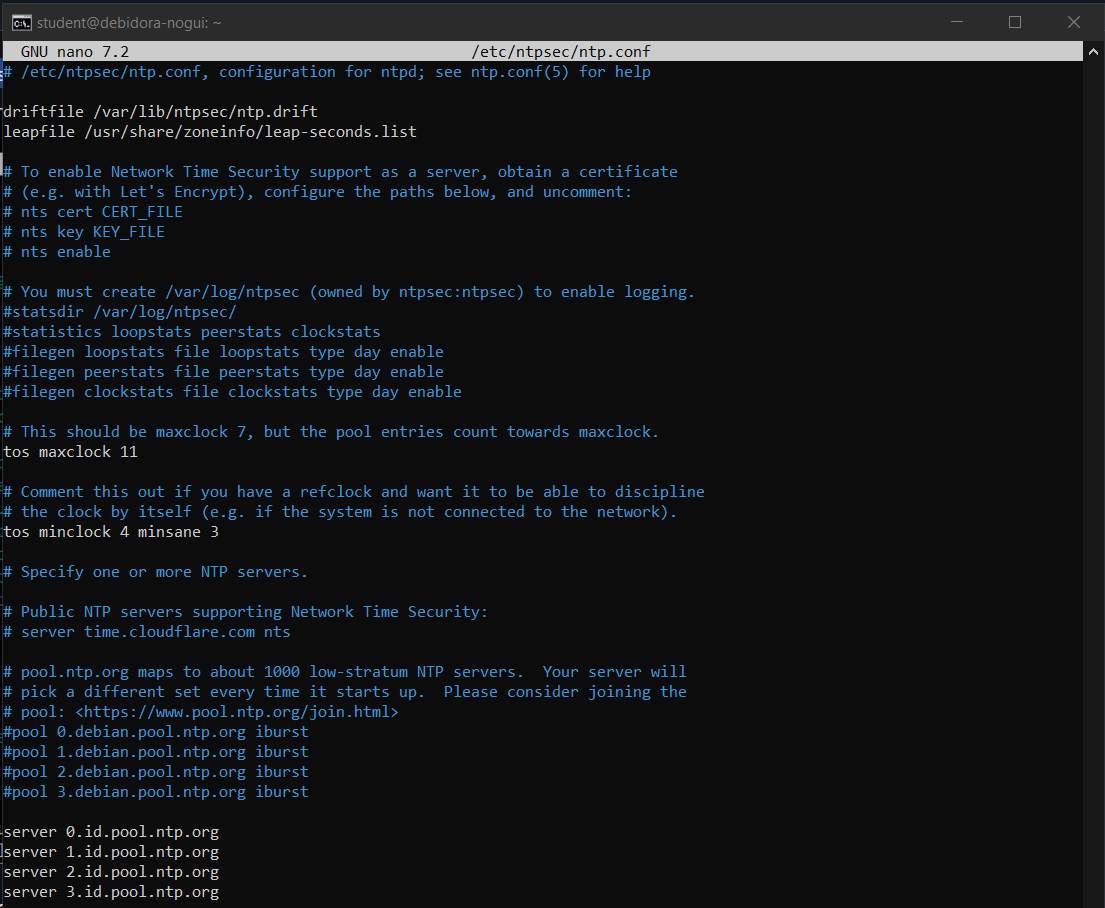 student@debidora-nogui: ~
GNU nano 7.2 /etc/ntpsec/ntp.conf
# /etc/ntpsec/ntp.conf, configuration for ntpd; see ntp.conf(5) for help
driftfile /var/lib/ntpsec/ntp.drift
leapfile /usr/share/zoneinfo/leap-seconds.list
# To enable Network Time Security support as a server, obtain a certificate
# (e.g. with Let's Encrypt), configure the paths below, and uncomment:
# nts cert CERT_FILE
# nts key KEY_FILE
# nts enable
# You must create /var/log/ntpsec (owned by ntpsec:ntpsec) to enable logging.
#statsdir /var/log/ntpsec/
#statistics loopstats peerstats clockstats
#filegen loopstats file loopstats type day enable
#filegen peerstats file peerstats type day enable
#filegen clockstats file clockstats type day enable
# This should be maxclock 7, but the pool entries count towards maxclock.
tos maxclock 11
# Comment this out if you have a refclock and want it to be able to discipline
# the clock by itself (e.g. if the system is not connected to the network).
tos minclock 4 minsane 3
# Specify one or more NTP servers.
# Public NTP servers supporting Network Time Security:
# server time.cloudflare.com nts
# pool.ntp.org maps to about 1000 low-stratum NTP servers.  Your server will
# pick a different set every time it starts up.  Please consider joining the
# pool: <https://www.pool.ntp.org/join.html>
#pool 0.debian.pool.ntp.org iburst
#pool 1.debian.pool.ntp.org iburst
#pool 2.debian.pool.ntp.org iburst
#pool 3.debian.pool.ntp.org iburst
server 0.id.pool.ntp.org
server 1.id.pool.ntp.org
server 2.id.pool.ntp.org
server 3.id.pool.ntp.org